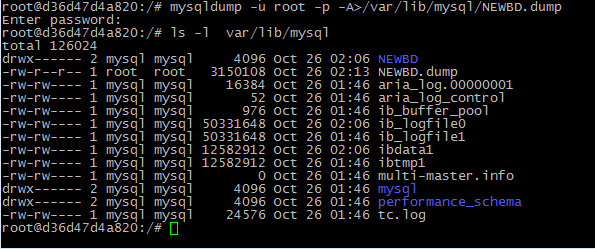 root@d36d47d4a820:/# mysqldump -u root -p -A>/var/lib/mysql/NEWBD.dump
Enter password:
root@d36d47d4a820:/# ls -l  var/lib/mysql
total 126024
drwx------ 2 mysql mysql     4096 Oct 26 02:06 NEWBD
-rw-r--r-- 1 root  root   3150108 Oct 26 02:13 NEWBD.dump
-rw-rw---- 1 mysql mysql    16384 Oct 26 01:46 aria_log.00000001
-rw-rw---- 1 mysql mysql       52 Oct 26 01:46 aria_log_control
-rw-rw---- 1 mysql mysql      976 Oct 26 01:46 ib_buffer_pool
-rw-rw---- 1 mysql mysql 50331648 Oct 26 02:06 ib_logfile0
-rw-rw---- 1 mysql mysql 50331648 Oct 26 01:46 ib_logfile1
-rw-rw---- 1 mysql mysql 12582912 Oct 26 02:06 ibdata1
-rw-rw---- 1 mysql mysql 12582912 Oct 26 01:46 ibtmp1
-rw-rw---- 1 mysql mysql        0 Oct 26 01:46 multi-master.info
drwx------ 2 mysql mysql     4096 Oct 26 01:46 mysql
drwx------ 2 mysql mysql     4096 Oct 26 01:46 performance_schema
-rw-rw---- 1 mysql mysql    24576 Oct 26 01:46 tc.log
root@d36d47d4a820:/#